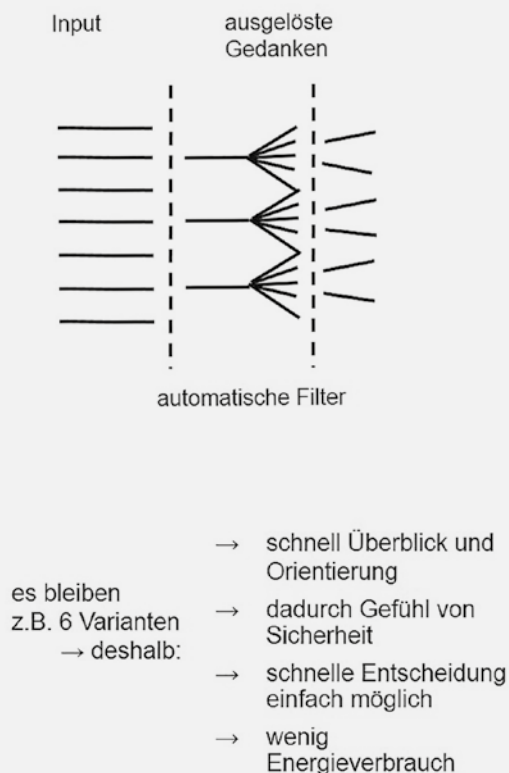 Input
ausgelöste
Gedanken
automatische Filter
es bleiben
z.B. 6 Varianten
→ deshalb:
→ schnell Überblick und
Orientierung
→ dadurch Gefühl von
Sicherheit
→ schnelle Entscheidung
einfach möglich
→ wenig
Energieverbrauch